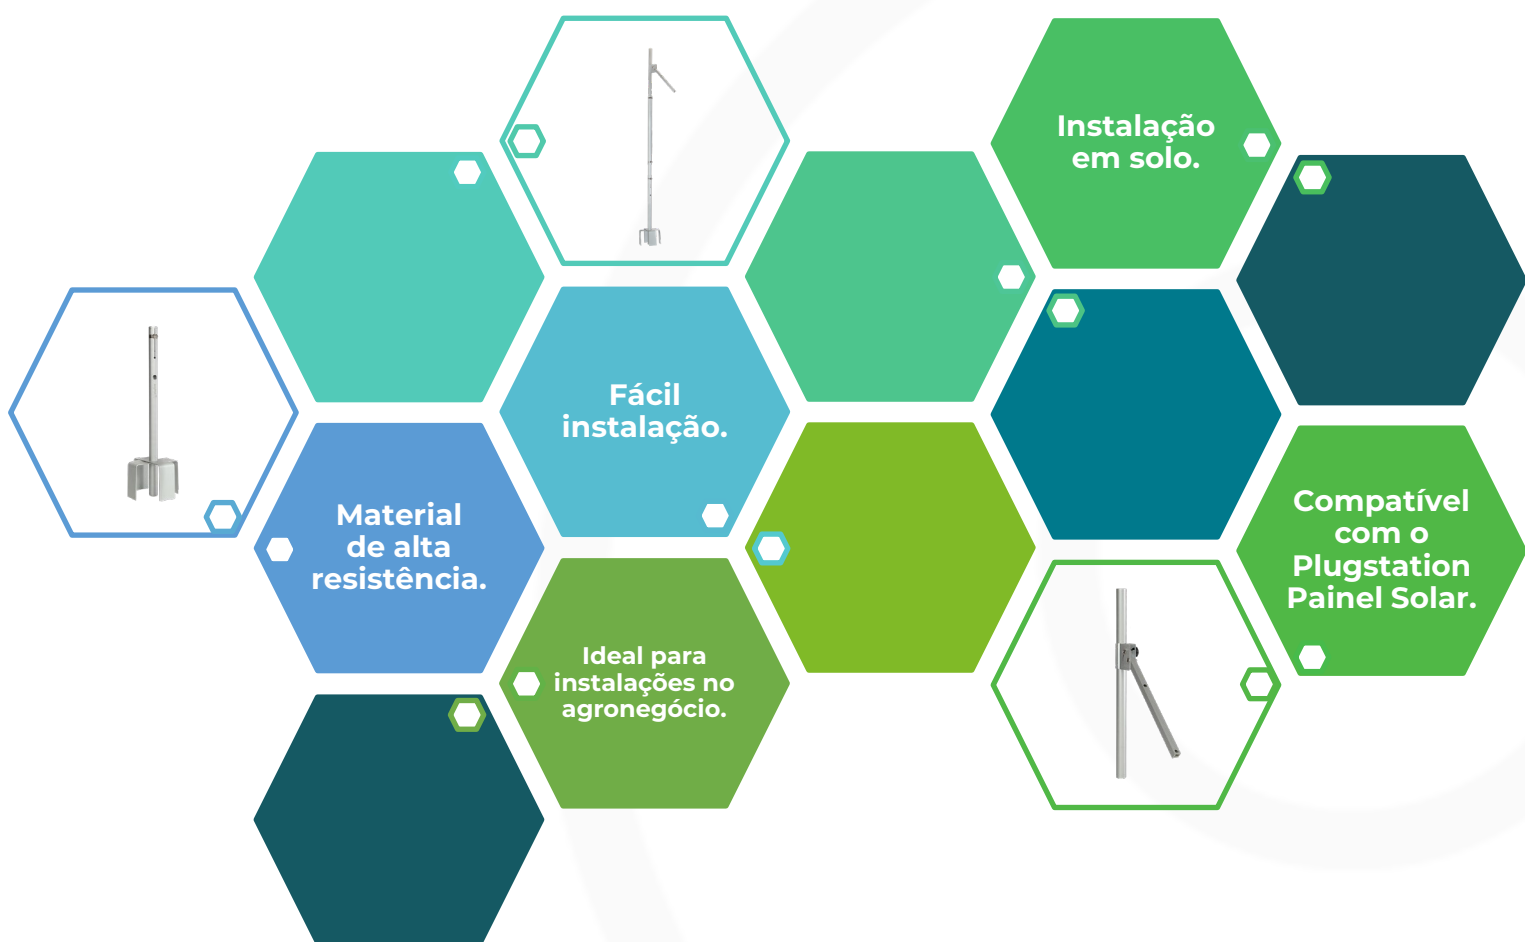 Instalação
em solo.
Fácil
instalação.
Material
de alta
resistência.
Compatível
com o
Plugstation
Painel Solar.
Ideal para
instalações no
agronegócio.